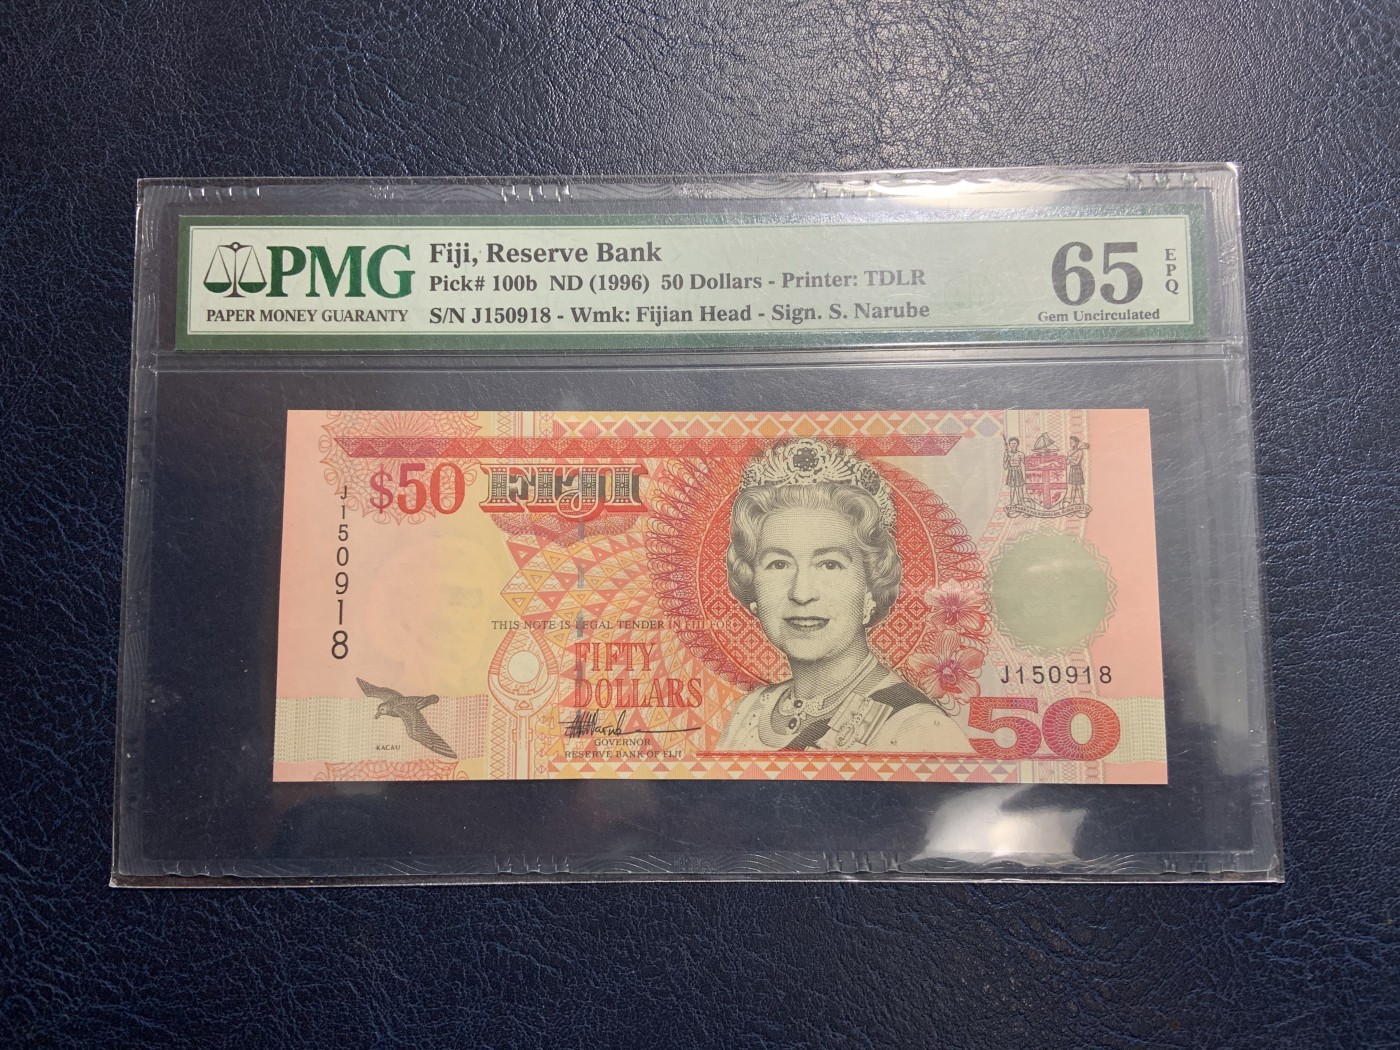 PMG
PAPER MONEY GUARANTY
Fiji, Reserve Bank
Pick# 100b ND (1996) 50 Dollars - Printer: TDLR
S/N J150918 - Wmk: Fijian Head - Sign. S. Narube
65
EPQ
Gem Uncirculated
$50 FIJI
J150918
THIS NOTE IS LEGAL TENDER IN FIJI FOR
FIFTY
DOLLARS
GOVERNOR
RESERVE BANK OF FIJI
KACAU
J150918
50